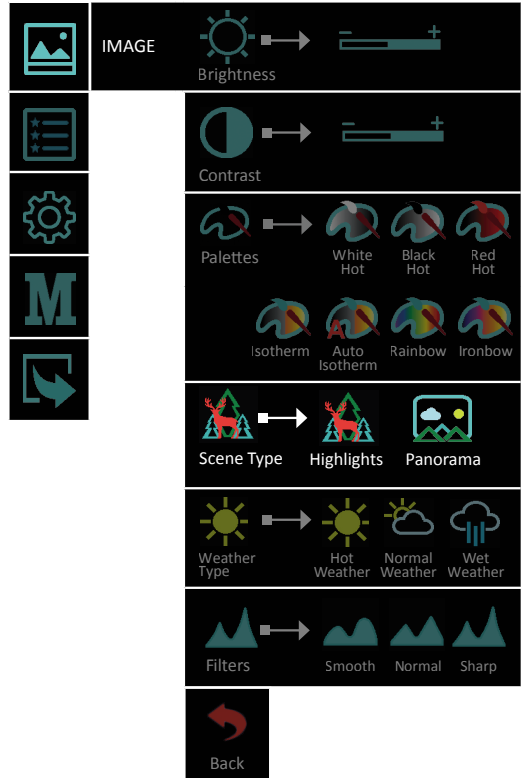 IMAGE
Brightness
Contrast
Palettes
White Hot
Black Hot
Red Hot
Isotherm
Auto Isotherm
Rainbow
Ironbow
Scene Type
Highlights
Panorama
Weather Type
Hot Weather
Normal Weather
Wet Weather
Filters
Smooth
Normal
Sharp
M
Back